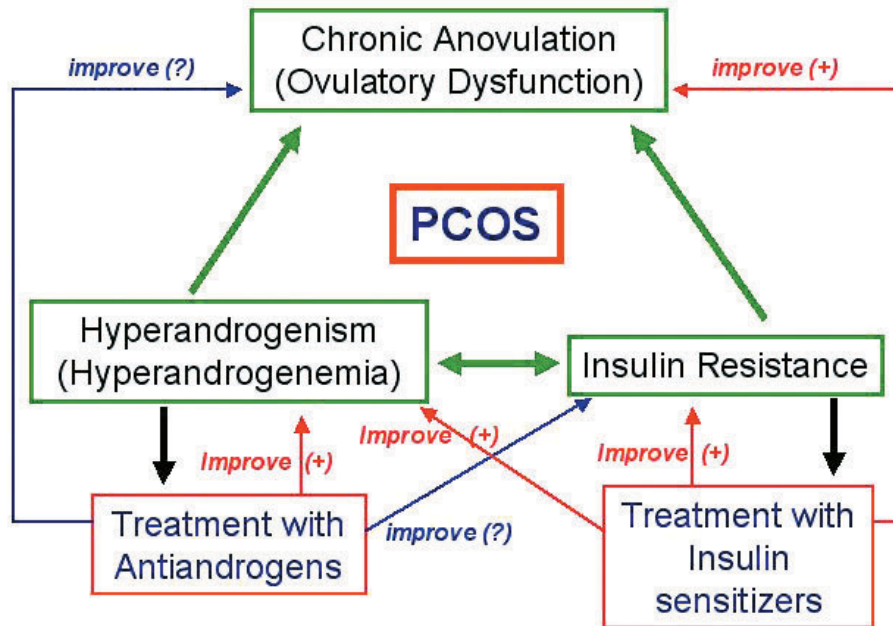 Chronic Anovulation
(Ovulatory Dysfunction)
improve (?)
improve (+)
PCOS
Hyperandrogenism
(Hyperandrogenemia)
Insulin Resistance
Improve (+)
Improve (+)
Improve (+)
improve (?)
Treatment with
Antiandrogens
Treatment with
Insulin
sensitizers